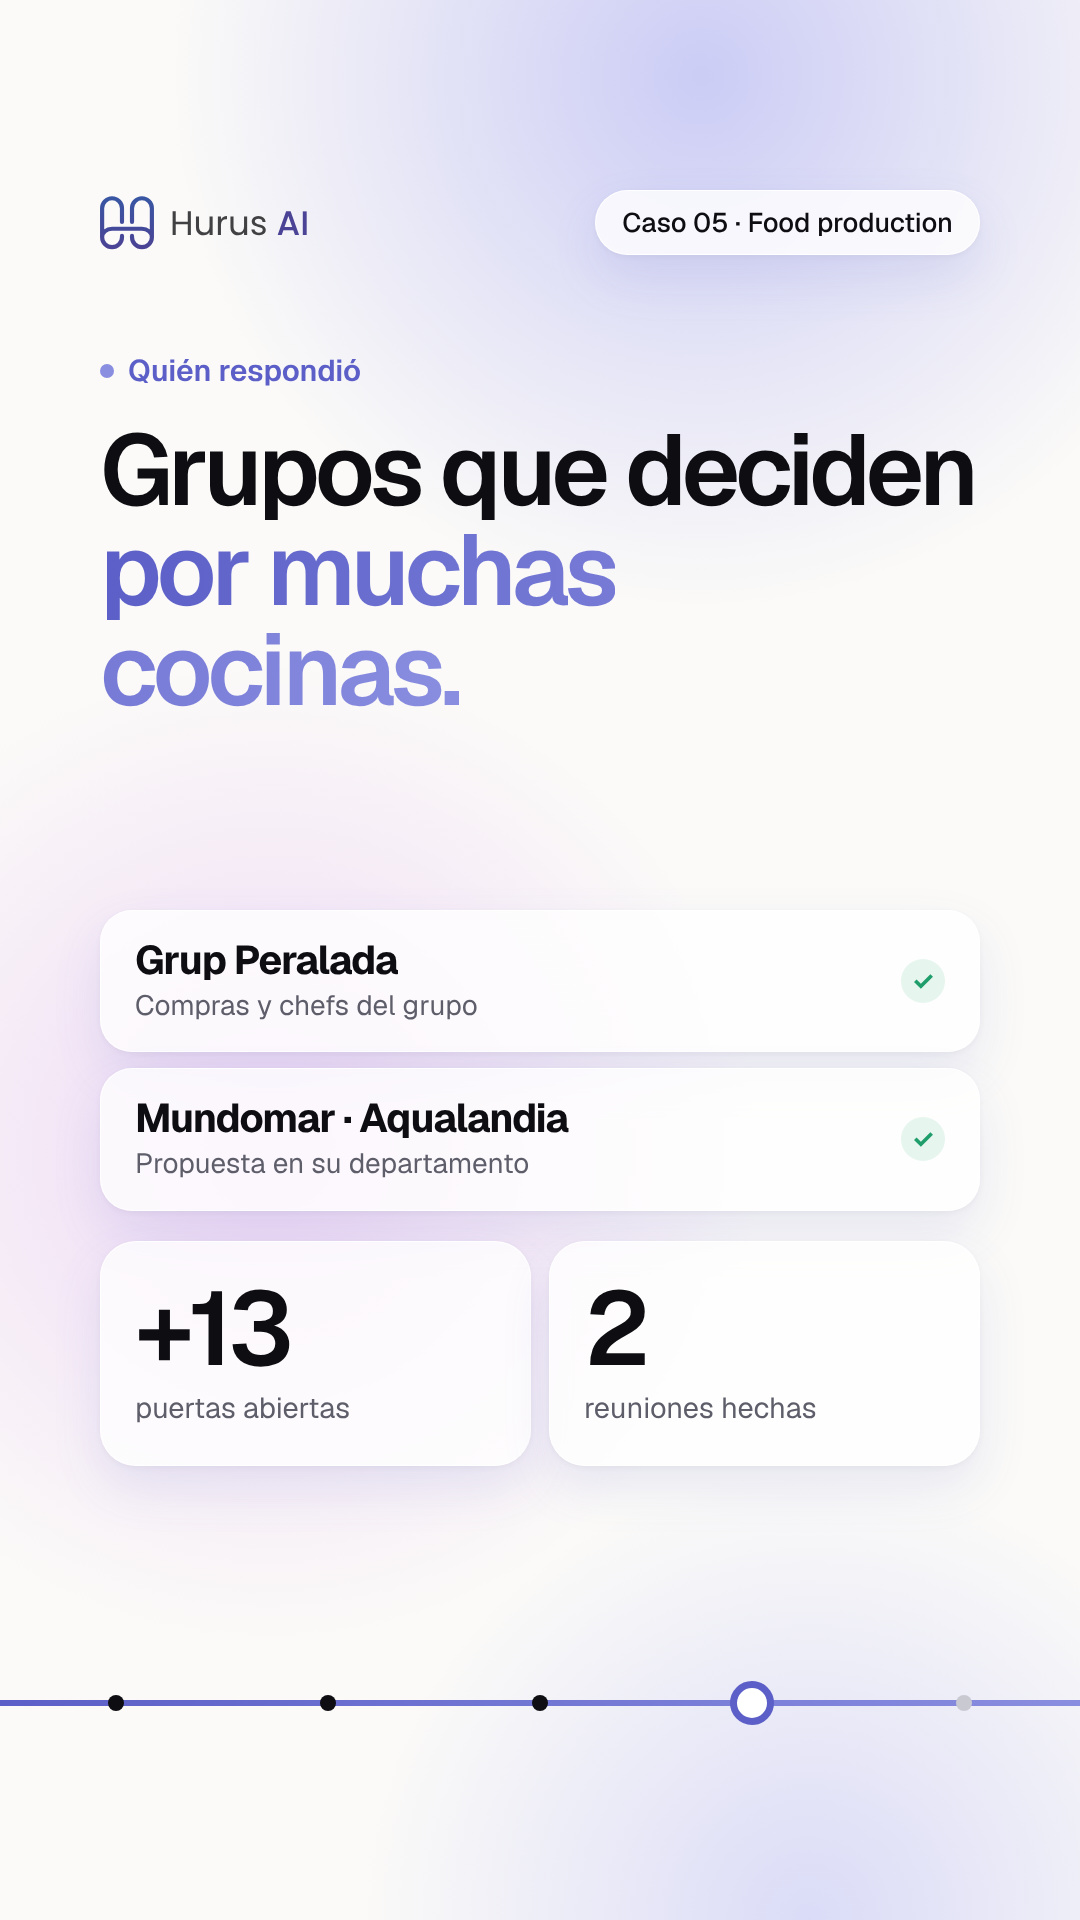 Hurus AI
Caso 05 · Food production
Quién respondió
Grupos que deciden
por muchas
cocinas.
Grup Peralada
Compras y chefs del grupo
Mundomar · Aqualandia
Propuesta en su departamento
+13
puertas abiertas
2
reuniones hechas